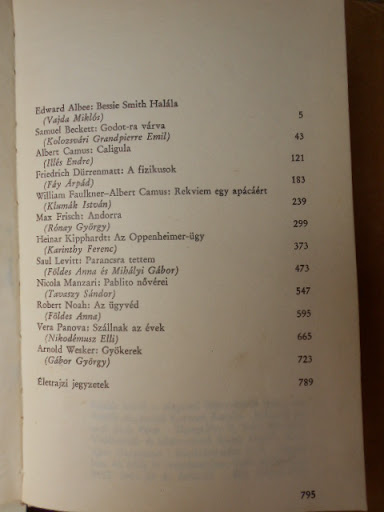 Edward Albee: Bessie Smith Halála
(Vajda Miklós) 5
Samuel Beckett: Godot-ra várva
(Kolozsvári Grandpierre Emil) 43
Albert Camus: Caligula
(Illés Endre) 121
Friedrich Dürrenmatt: A fizikusok
(Fáy Árpád) 183
William Faulkner–Albert Camus: Rekviem egy apácáért
(Klumák István) 239
Max Frisch: Andorra
(Rónay György) 299
Heinar Kipphardt: Az Oppenheimer-ügy
(Karinthy Ferenc) 373
Saul Levitt: Parancsra tettem
(Földes Anna és Mihályi Gábor) 473
Nicola Manzari: Pablito nővérei
(Tavaszy Sándor) 547
Robert Noah: Az ügyvéd
(Földes Anna) 595
Vera Panova: Szállnak az évek
(Nikodémusz Elli) 665
Arnold Wesker: Gyökerek
(Gábor György) 723
Életrajzi jegyzetek 789
795